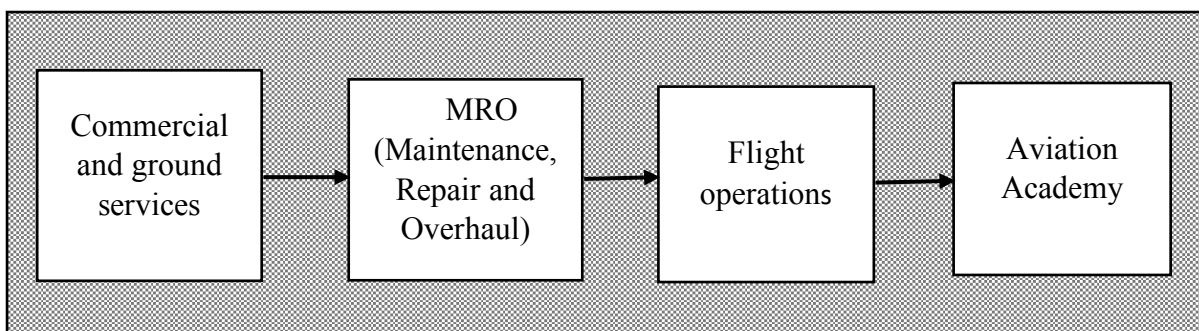 Commercial
and ground
services
MRO
(Maintenance,
Repair and
Overhaul)
Flight
operations
Aviation
Academy